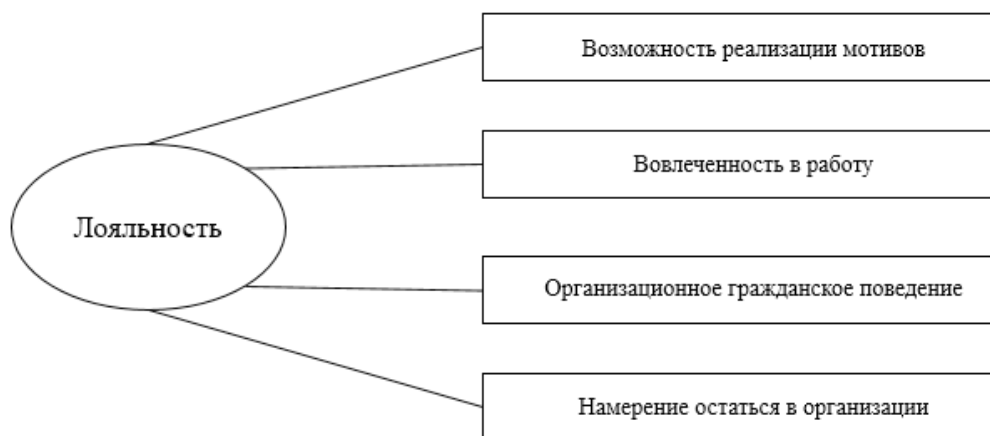 Возможность реализации мотивов
Вовлеченность в работу
Лояльность
Организационное гражданское поведение
Намерение остаться в организации